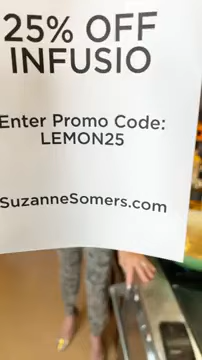 25% OFF
INFUSIO
Enter Promo Code:
LEMON25
SuzanneSomers.com